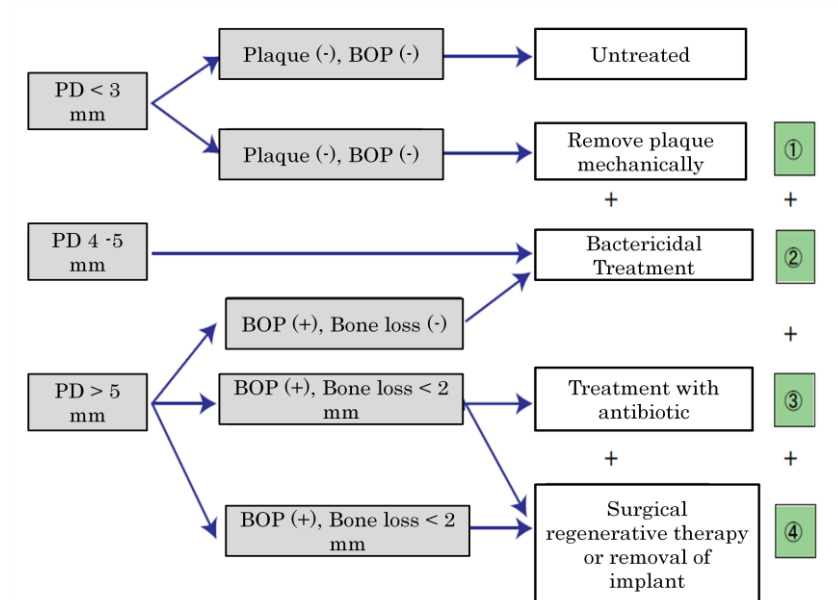 Plaque (-), BOP (-)
Untreated
PD < 3
mm
Plaque (-), BOP (-)
Remove plaque
mechanically
①
+
+
PD 4 -5
mm
Bactericidal
Treatment
②
BOP (+), Bone loss (-)
+
PD > 5
mm
BOP (+), Bone loss < 2
mm
Treatment with
antibiotic
③
+
+
BOP (+), Bone loss < 2
mm
Surgical
regenerative therapy
or removal of
implant
④